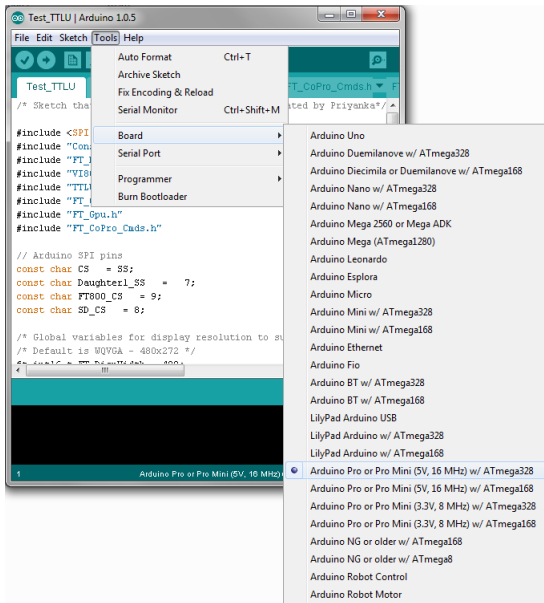 Test_TTLU | Arduino 1.0.5
File Edit Sketch Tools Help
Auto Format Ctrl+T
Archive Sketch
Fix Encoding & Reload
Serial Monitor Ctrl+Shift+M
Board
Serial Port
Programmer
Burn Bootloader
Test_TTLU
FT_CoPro_Cmds.h
/* Sketch tha
ted by Priyanka*/
#include <SPI
#include "Con
#include "FT_
#include "VI80
#include "TTLU
#include "FT_
#include "FT_Gpu.h"
#include "FT_CoPro_Cmds.h"
// Arduino SPI pins
const char CS = SS;
const char Daughter1_SS = 7;
const char FT800_CS = 9;
const char SD_CS = 8;
/* Global variables for display resolution to su
/* Default is WQVGA - 480x272 */
1
Arduino Pro or Pro Mini (5V, 16 MHz)
Arduino Uno
Arduino Duemilanove w/ ATmega328
Arduino Diecimila or Duemilanove w/ ATmega168
Arduino Nano w/ ATmega328
Arduino Nano w/ ATmega168
Arduino Mega 2560 or Mega ADK
Arduino Mega (ATmega1280)
Arduino Leonardo
Arduino Esplora
Arduino Micro
Arduino Mini w/ ATmega328
Arduino Mini w/ ATmega168
Arduino Ethernet
Arduino Fio
Arduino BT w/ ATmega328
Arduino BT w/ ATmega168
LilyPad Arduino USB
LilyPad Arduino w/ ATmega328
LilyPad Arduino w/ ATmega168
Arduino Pro or Pro Mini (5V, 16 MHz) w/ ATmega328
Arduino Pro or Pro Mini (5V, 16 MHz) w/ ATmega168
Arduino Pro or Pro Mini (3.3V, 8 MHz) w/ ATmega328
Arduino Pro or Pro Mini (3.3V, 8 MHz) w/ ATmega168
Arduino NG or older w/ ATmega168
Arduino NG or older w/ ATmega8
Arduino Robot Control
Arduino Robot Motor